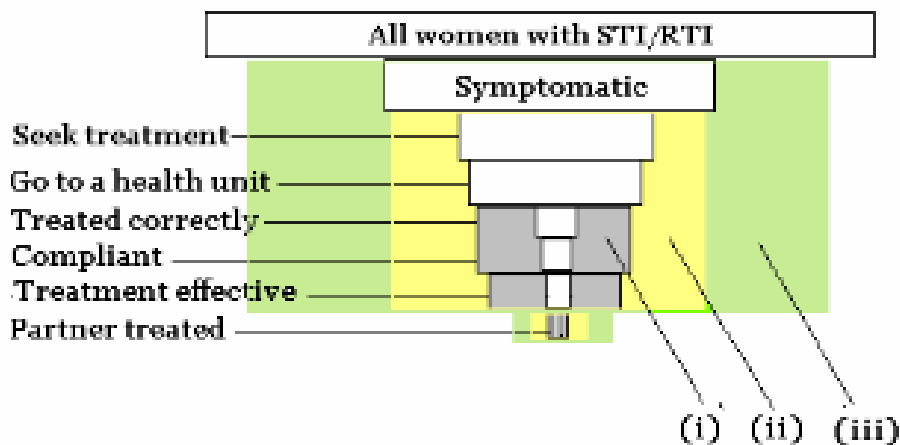 All women with STI/RTI
Symptomatic
Seek treatment
Go to a health unit
Treated correctly
Compliant
Treatment effective
Partner treated
(i) (ii) (iii)